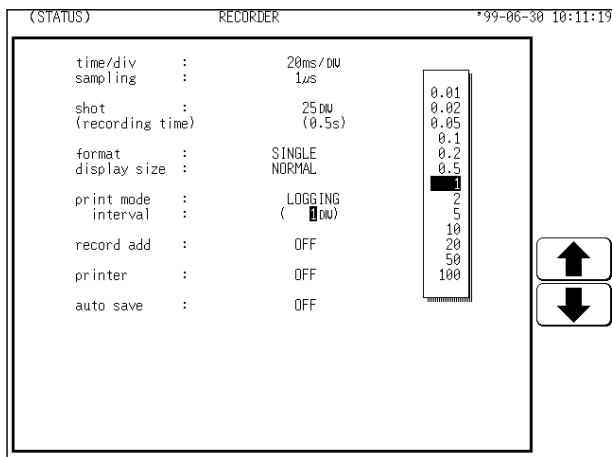 (STATUS) RECORDER '99-06-30 10:11:19
time/div : 20ms/DIV
sampling : 1µs
shot : 25DIV
(recording time) (0.5s)
format : SINGLE
display size : NORMAL
print mode : LOGGING
interval : ( 1DIV)
record add : OFF
printer : OFF
auto save : OFF
0.01
0.02
0.05
0.1
0.2
0.5
1
2
5
10
20
50
100